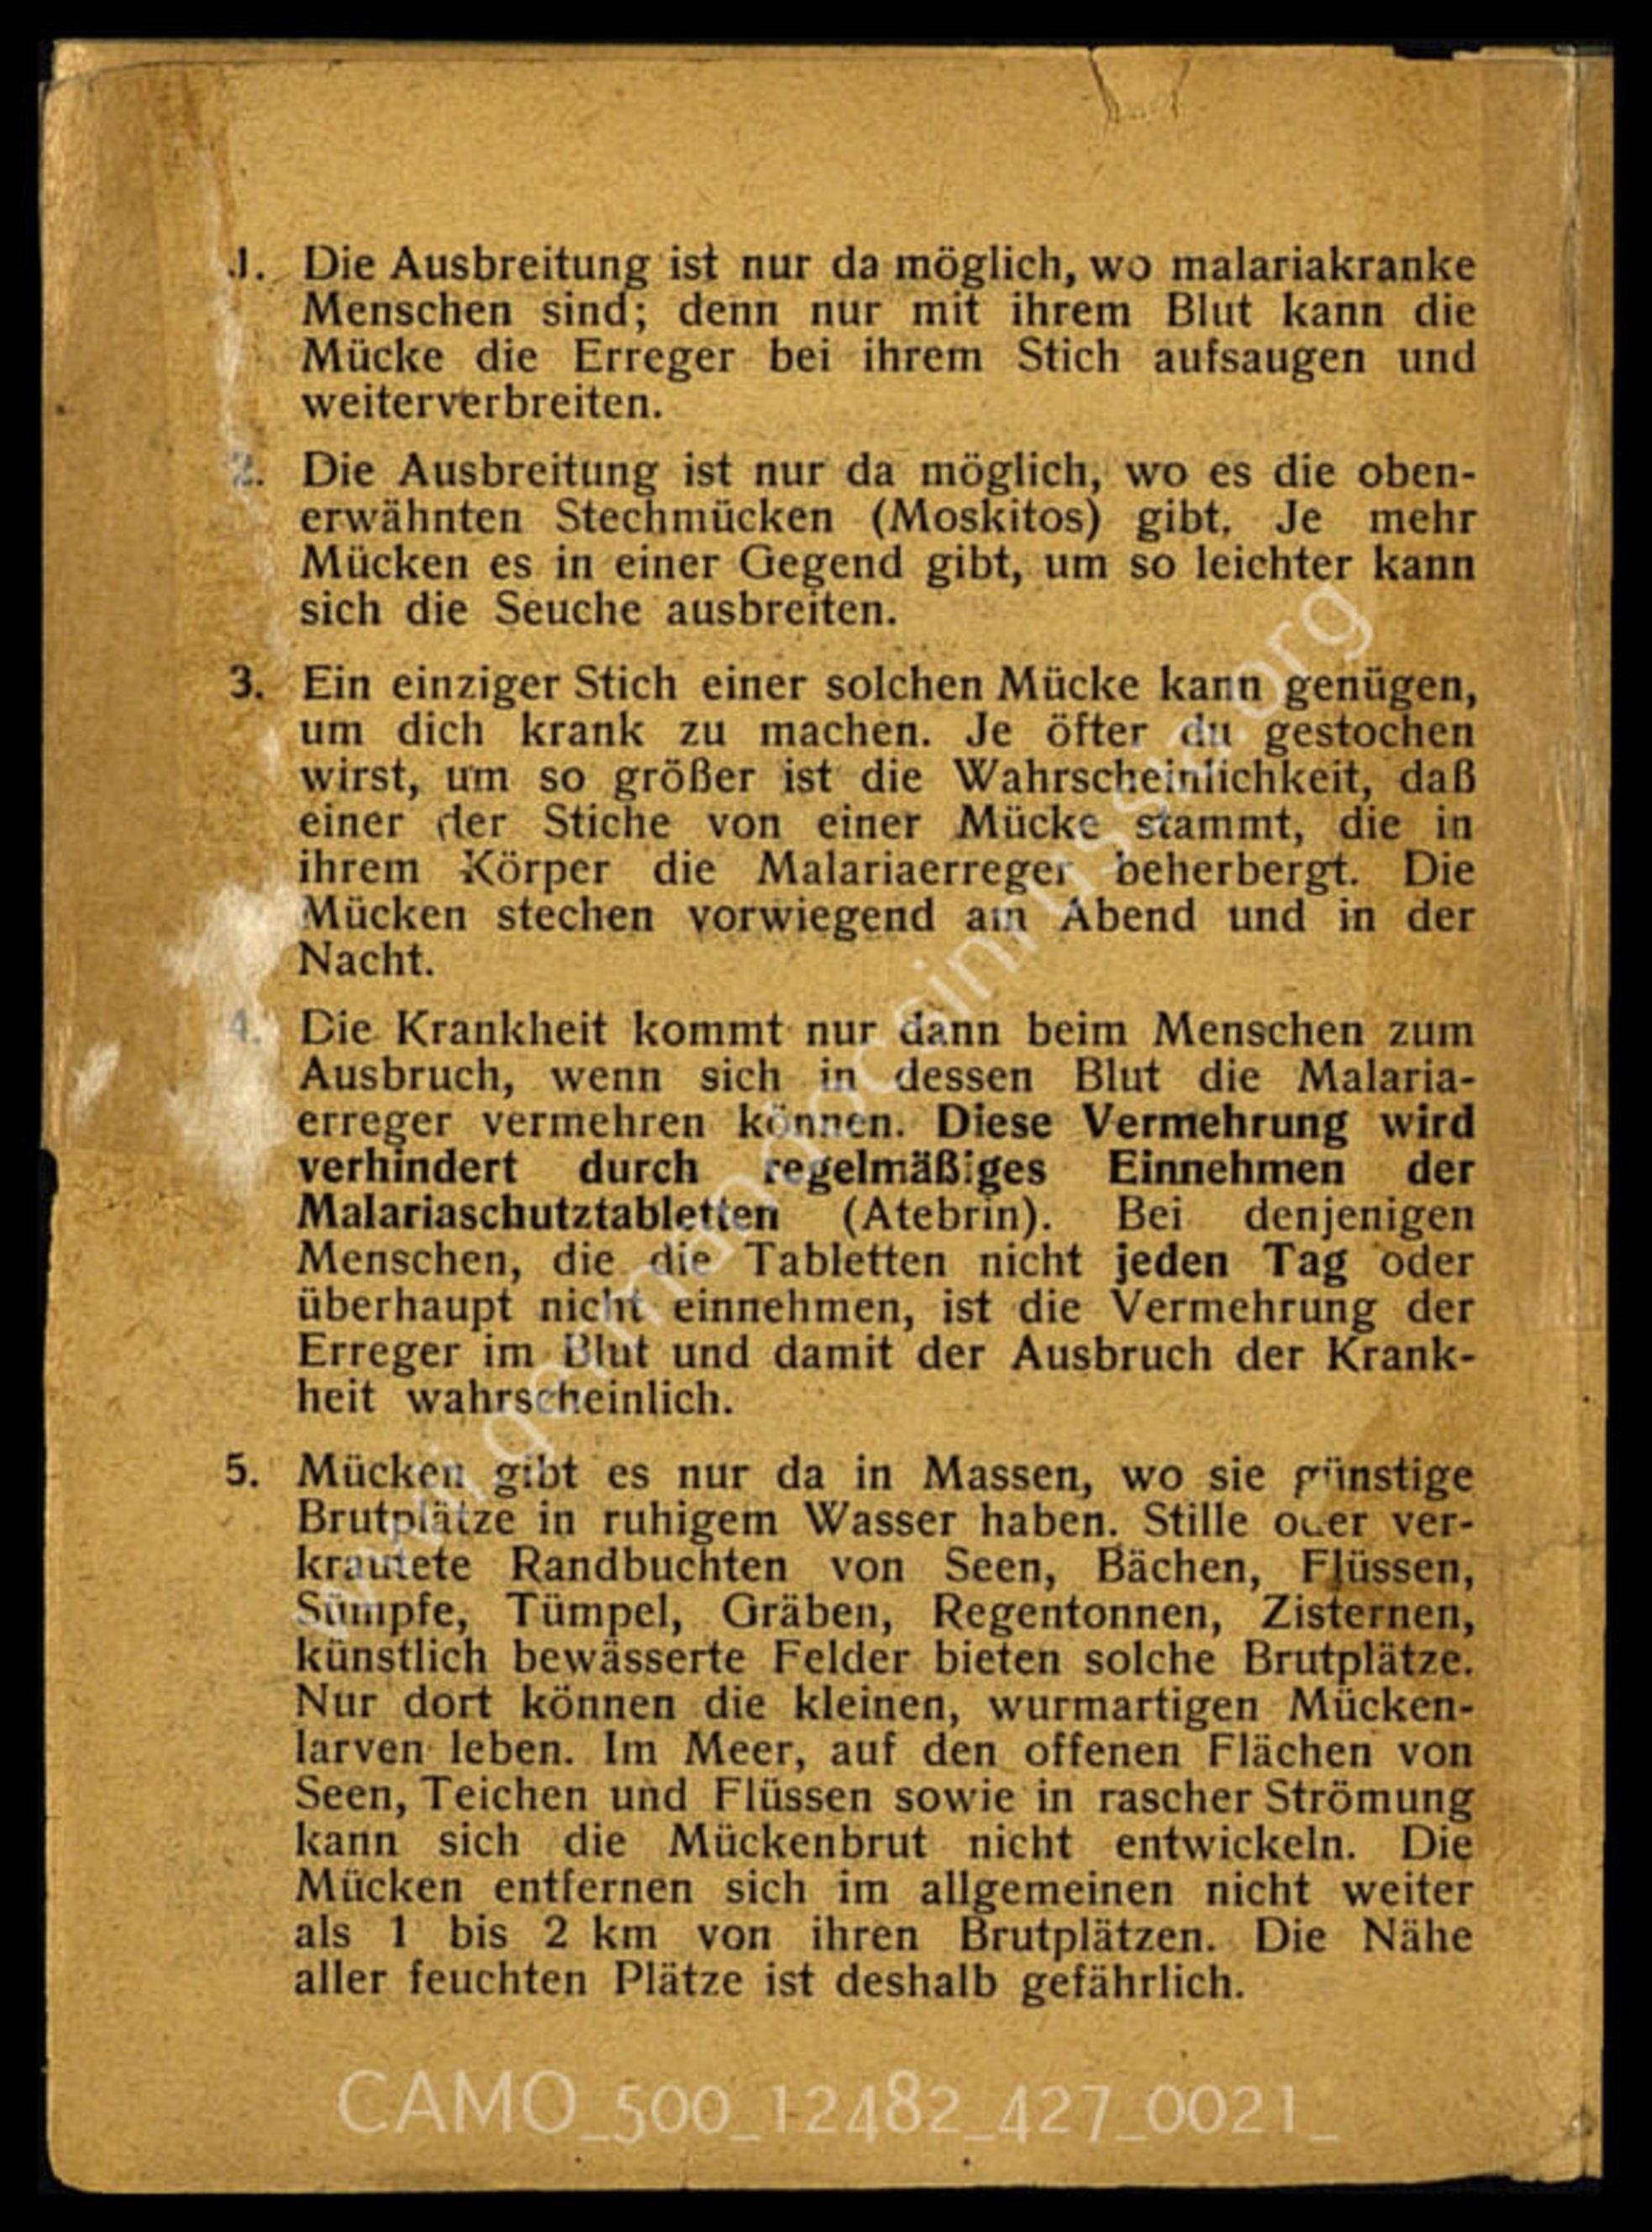 1. Die Ausbreitung ist nur da möglich, wo malariakranke
Menschen sind; denn nur mit ihrem Blut kann die
Mücke die Erreger bei ihrem Stich aufsaugen und
weiterverbreiten.
2. Die Ausbreitung ist nur da möglich, wo es die oben-
erwähnten Stechmücken (Moskitos) gibt. Je mehr
Mücken es in einer Gegend gibt, um so leichter kann
sich die Seuche ausbreiten.
3. Ein einziger Stich einer solchen Mücke kann genügen,
um dich krank zu machen. Je öfter du gestochen
wirst, um so größer ist die Wahrscheinlichkeit, daß
einer der Stiche von einer Mücke stammt, die in
ihrem Körper die Malariaerreger beherbergt. Die
Mücken stechen vorwiegend am Abend und in der
Nacht.
4. Die Krankheit kommt nur dann beim Menschen zum
Ausbruch, wenn sich in dessen Blut die Malaria-
erreger vermehren können. Diese Vermehrung wird
verhindert durch regelmäßiges Einnehmen der
Malariaschutztabletten (Atebrin). Bei denjenigen
Menschen, die die Tabletten nicht jeden Tag oder
überhaupt nicht einnehmen, ist die Vermehrung der
Erreger im Blut und damit der Ausbruch der Krank-
heit wahrscheinlich.
5. Mücken gibt es nur da in Massen, wo sie günstige
Brutplätze in ruhigem Wasser haben. Stille oder ver-
krautete Randbuchten von Seen, Bächen, Flüssen,
Sümpfe, Tümpel, Gräben, Regentonnen, Zisternen,
künstlich bewässerte Felder bieten solche Brutplätze.
Nur dort können die kleinen, wurmartigen Mücken-
larven leben. Im Meer, auf den offenen Flächen von
Seen, Teichen und Flüssen sowie in rascher Strömung
kann sich die Mückenbrut nicht entwickeln. Die
Mücken entfernen sich im allgemeinen nicht weiter
als 1 bis 2 km von ihren Brutplätzen. Die Nähe
aller feuchten Plätze ist deshalb gefährlich.
CAMO_500_12482_427_0021_